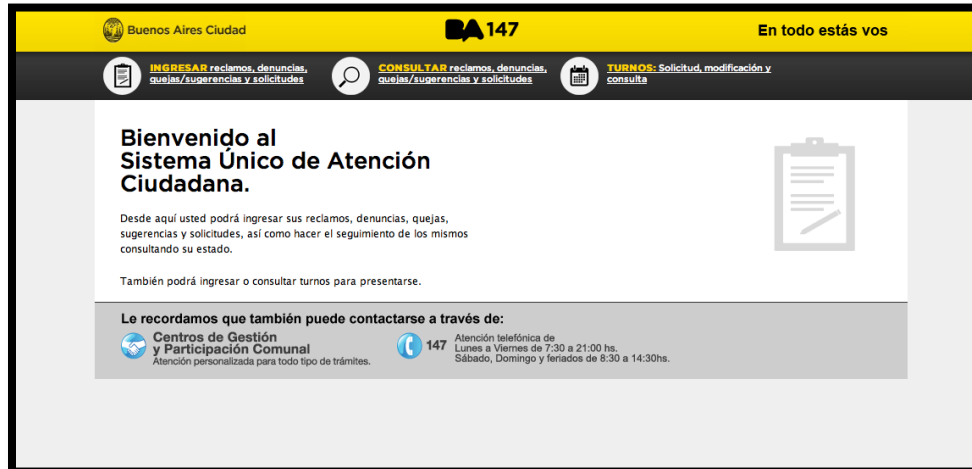 Buenos Aires Ciudad
BA 147
En todo estás vos
INGRESAR reclamos, denuncias,
quejas/sugerencias y solicitudes
CONSULTAR reclamos, denuncias,
quejas/sugerencias y solicitudes
TURNOS: Solicitud, modificación y
consulta
Bienvenido al
Sistema Único de Atención
Ciudadana.
Desde aquí usted podrá ingresar sus reclamos, denuncias, quejas,
sugerencias y solicitudes, así como hacer el seguimiento de los mismos
consultando su estado.
También podrá ingresar o consultar turnos para presentarse.
Le recordamos que también puede contactarse a través de:
Centros de Gestión
y Participación Comunal
Atención personalizada para todo tipo de trámites.
147
Atención telefónica de
Lunes a Viernes de 7:30 a 21:00 hs.
Sábado, Domingo y feriados de 8:30 a 14:30hs.